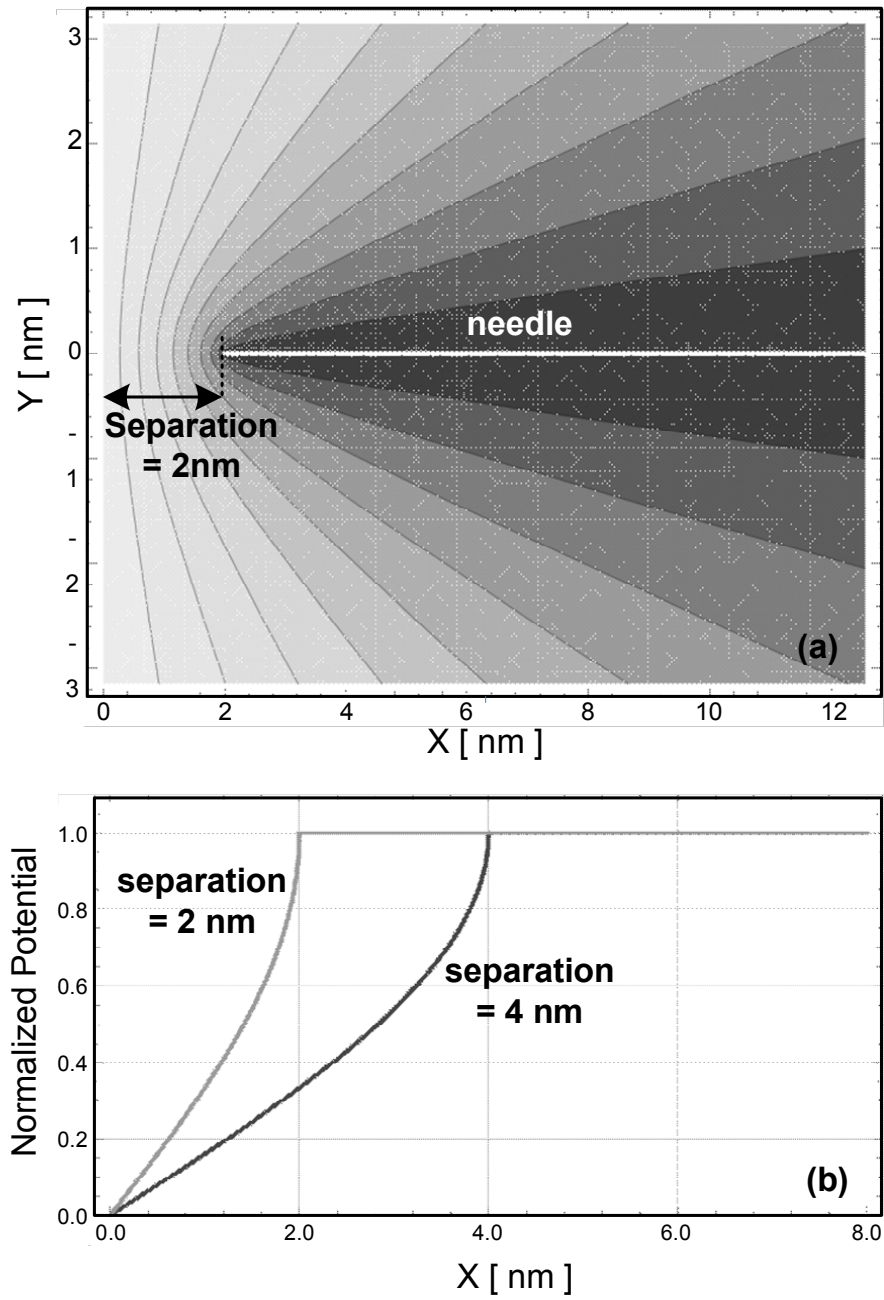 3
2
1
0
-
1
-
2
-
3
Y [ nm ]
needle
Separation
= 2nm
(a)
0 2 4 6 8 10 12
X [ nm ]
1.0
0.8
0.6
0.4
0.2
0.0
Normalized Potential
separation
= 2 nm
separation
= 4 nm
(b)
0.0 2.0 4.0 6.0 8.0
X [ nm ]